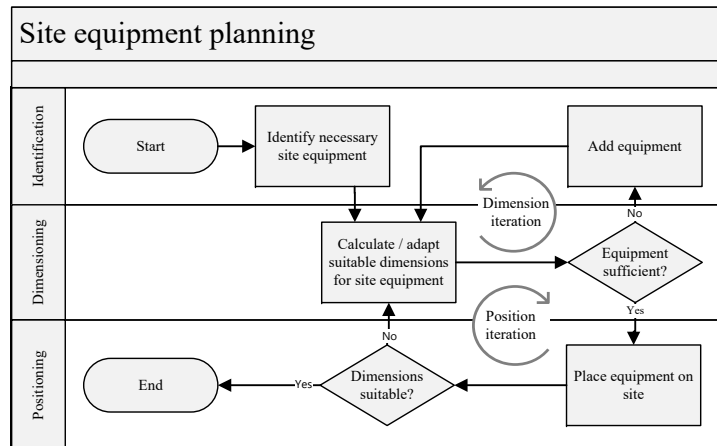 Site equipment planning
Identification
Start
Identify necessary
site equipment
Add equipment
Dimension
iteration
No
Dimensioning
Calculate / adapt
suitable dimensions
for site equipment
Equipment
sufficient?
Yes
Position
iteration
No
Positioning
End
Yes
Dimensions
suitable?
Place equipment on
site